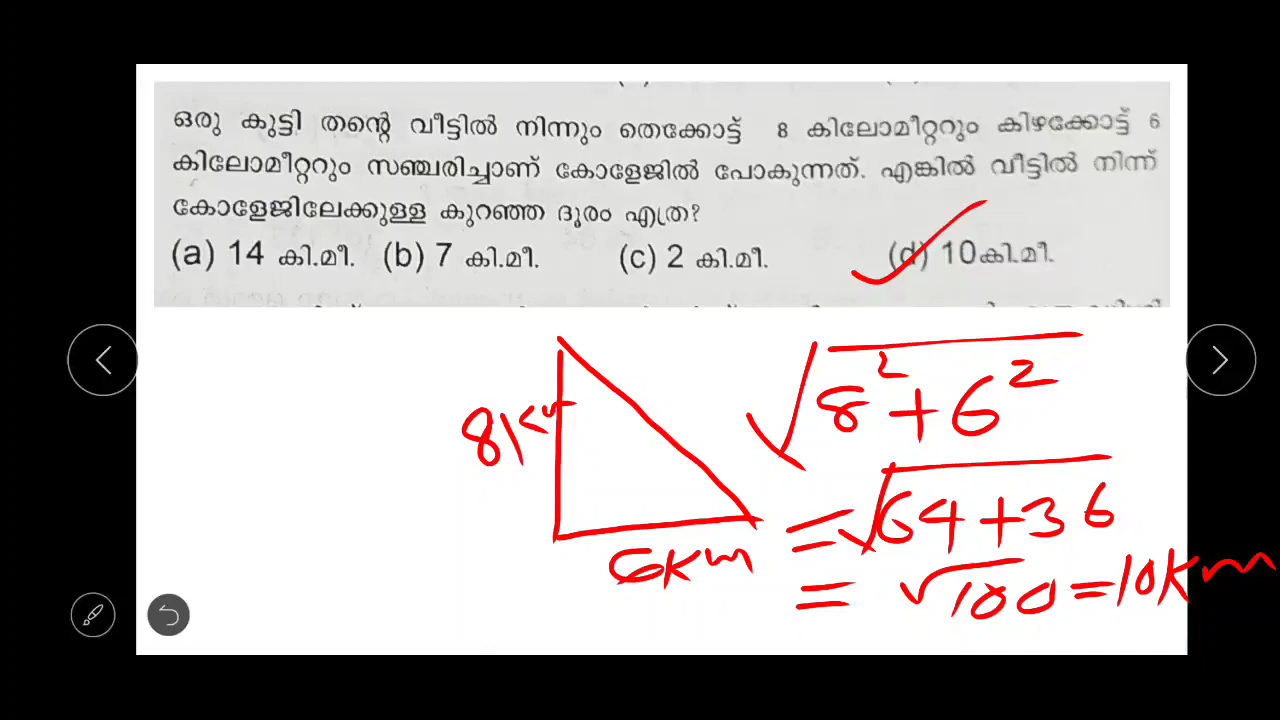 ഒരു കുട്ടി തന്റെ വീട്ടിൽ നിന്നും തെക്കോട്ട് 8 കിലോമീറ്ററും കിഴക്കോട്ട് 6
കിലോമീറ്ററും സഞ്ചരിച്ചാണ് കോളേജിൽ പോകുന്നത്. എങ്കിൽ വീട്ടിൽ നിന്ന്
കോളേജിലേക്കുള്ള കുറഞ്ഞ ദൂരം എത്ര?
(a) 14 കി.മീ. (b) 7 കി.മീ. (c) 2 കി.മീ. (d) 10കി.മീ.
8km
6km
√8²+6²
=√64+36
= √100=10km